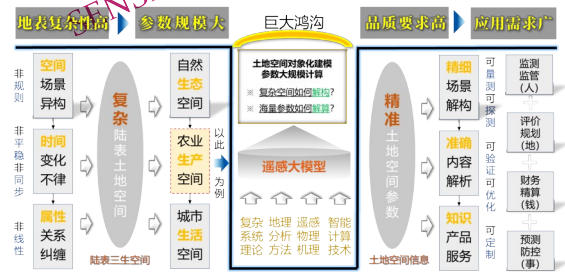 地表复杂性高
参数规模大
巨大鸿沟
品质要求高
应用需求广
SENS
非规则
空间
场景
异构
非平稳非同步
时间
变化
不律
非线性
属性
关系
纠缠
复杂陆表土地空间
自然
生态
空间
农业
生产
空间
城市
生活
空间
陆表三生空间
以此为例
土地空间对象化建模
参数大规模计算
※ 复杂空间如何解构?
※ 海量参数如何解算?
遥感大模型
复杂 地理 遥感 智能
系统 分析 物理 计算
理论 方法 机理 技术
精准土地空间参数
土地空间信息
精细
场景
解构
准确
内容
解析
知识
产品
服务
可量测可探测
可验证可优化
可定制
监测
监管
(人)
评价
规划
(地)
财务
精算
(钱)
预测
防控
(事)